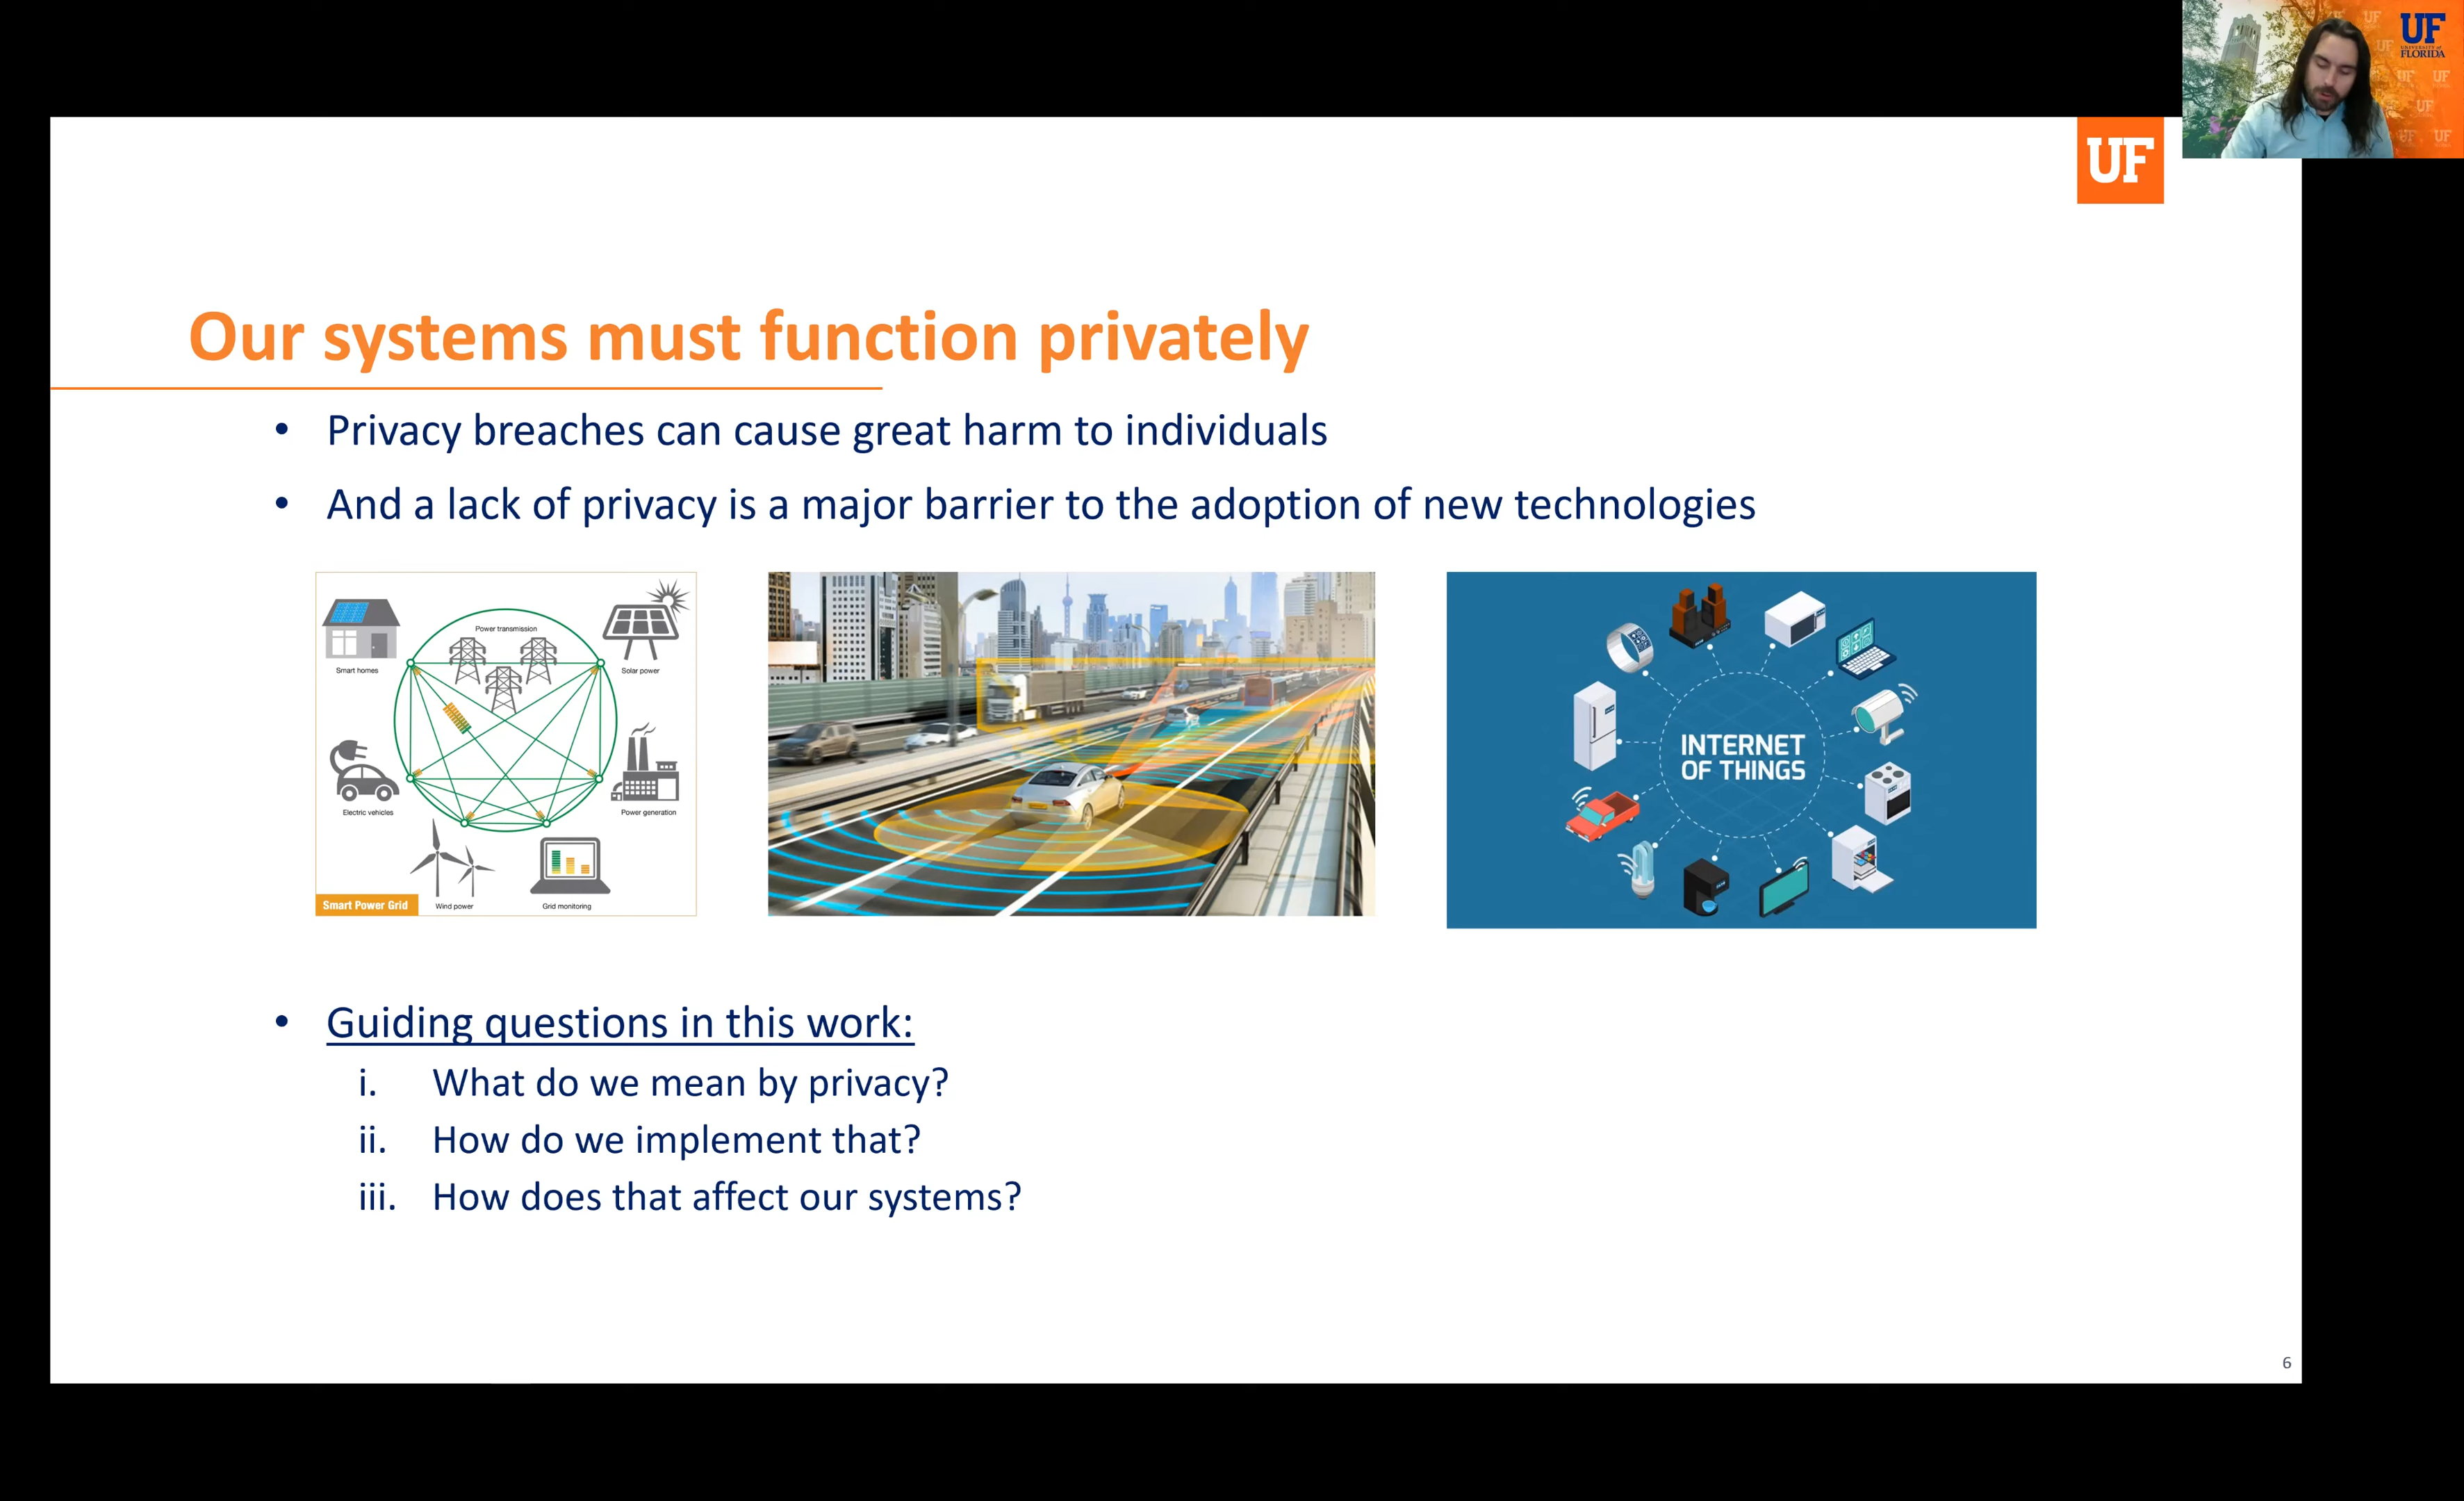 UF
UNIVERSITY of
FLORIDA
UF
Our systems must function privately
• Privacy breaches can cause great harm to individuals
• And a lack of privacy is a major barrier to the adoption of new technologies
Power transmission
Smart homes
Solar power
Electric vehicles
Power generation
Smart Power Grid
Wind power
Grid monitoring
INTERNET
OF THINGS
• Guiding questions in this work:
i. What do we mean by privacy?
ii. How do we implement that?
iii. How does that affect our systems?
6